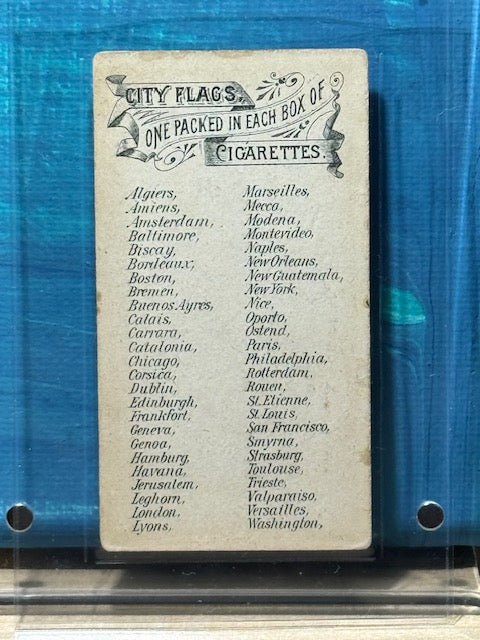 CITY FLAGS,
ONE PACKED IN EACH BOX OF
CIGARETTES.
Algiers,
Amiens,
Amsterdam,
Baltimore,
Biscay,
Bordeaux,
Boston,
Bremen,
Buenos Ayres,
Calais,
Carrara,
Catalonia,
Chicago,
Corsica,
Dublin,
Edinburgh,
Frankfort,
Geneva,
Genoa,
Hamburg,
Havana,
Jerusalem,
Leghorn,
London,
Lyons,
Marseilles,
Mecca,
Modena,
Montevideo,
Naples,
New Orleans,
New Guatemala,
New York,
Nice,
Oporto,
Ostend,
Paris,
Philadelphia,
Rotterdam,
Rouen,
St. Etienne,
St. Louis,
San Francisco,
Smyrna,
Strasburg,
Toulouse,
Trieste,
Valparaiso,
Versailles,
Washington,